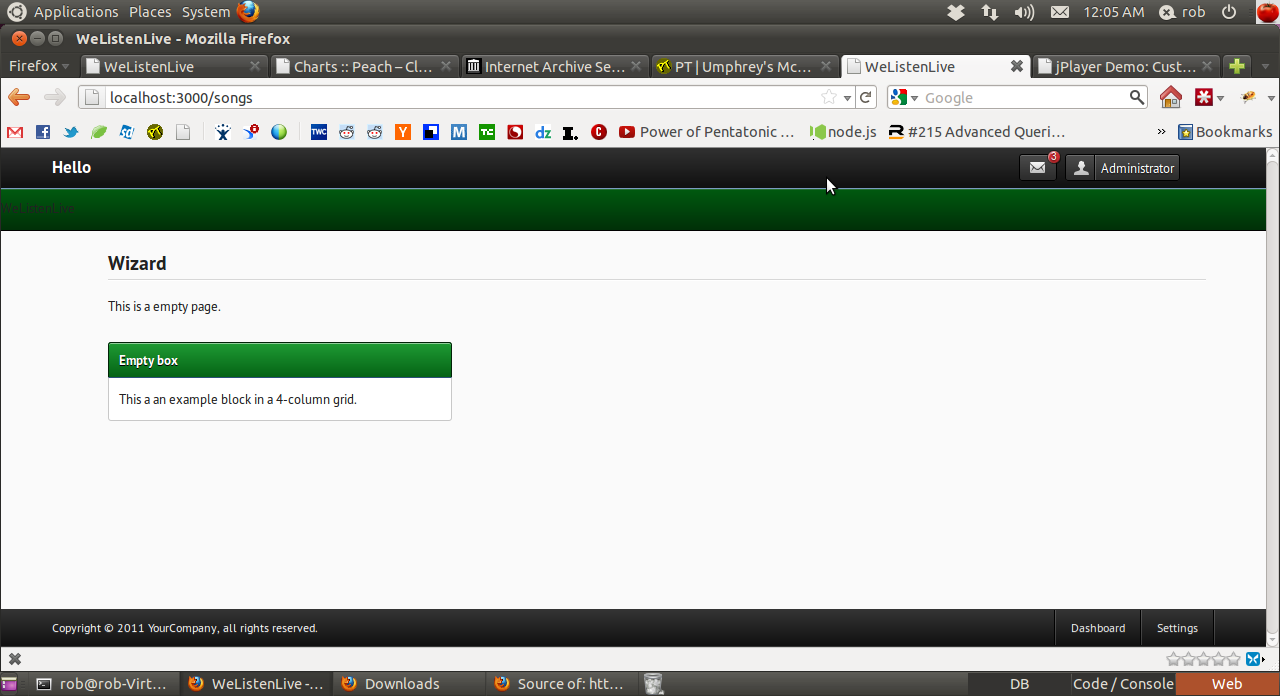 Applications Places System 12:05 AM rob
WeListenLive - Mozilla Firefox
Firefox WeListenLive Charts :: Peach – Cl... Internet Archive Se... PT | Umphrey's Mc... WeListenLive jPlayer Demo: Cust...
localhost:3000/songs Google
TWC Y M TC dz I. C Power of Pentatonic ... node.js #215 Advanced Queri... » Bookmarks
Hello 3 Administrator
WeListenLive
Wizard
This is a empty page.
Empty box
This a an example block in a 4-column grid.
Copyright © 2011 YourCompany, all rights reserved. Dashboard Settings
rob@rob-Virt... WeListenLive -... Downloads Source of: htt... DB Code / Console Web